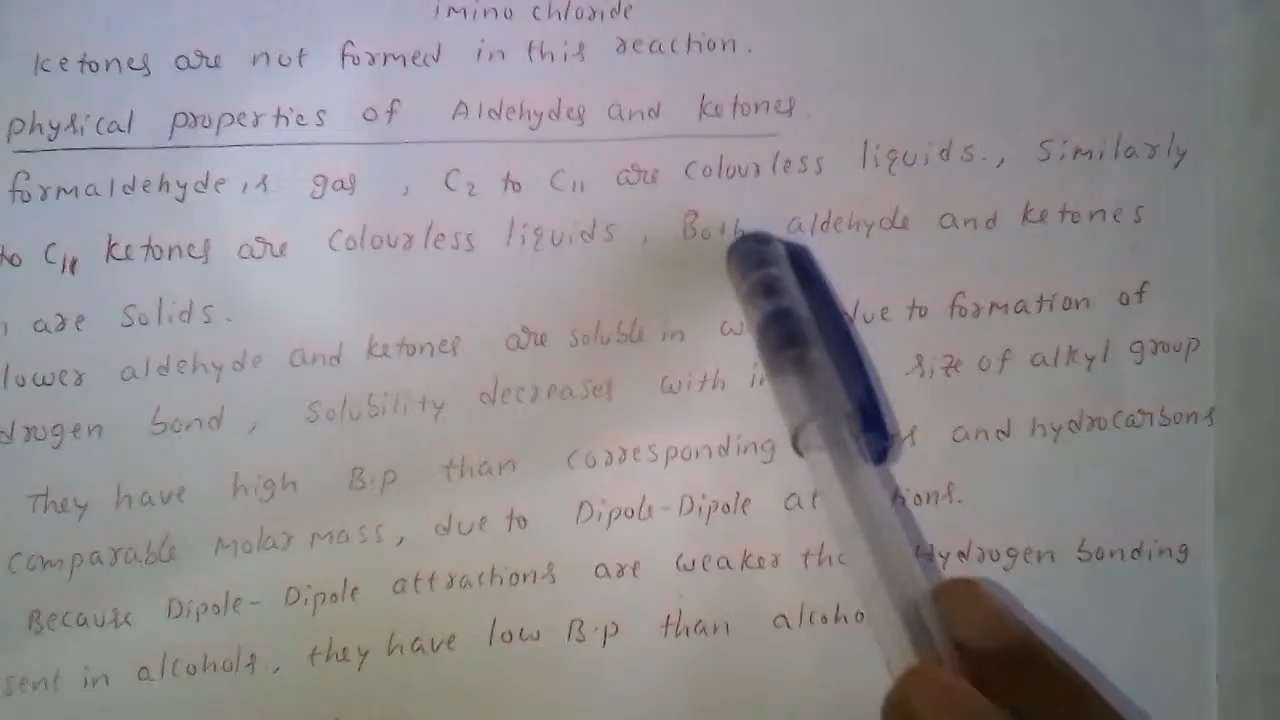 imino chloride
ketones are not formed in this reaction.
physical properties of Aldehydes and ketones
formaldehyde is gas , C2 to C11 are colourless liquids., Similarly
to C11 ketones are colourless liquids, Both aldehyde and ketones
are solids.
lower aldehyde and ketones are soluble in due to formation of
drogen bond, solubility decreases with size of alkyl group
They have high B.p than corresponding and hydrocarbons
comparable Molar mass, due to Dipole-Dipole
Because Dipole-Dipole attractions are weaker Hydrogen bonding
sent in alcohols, they have low B.p than alcoho